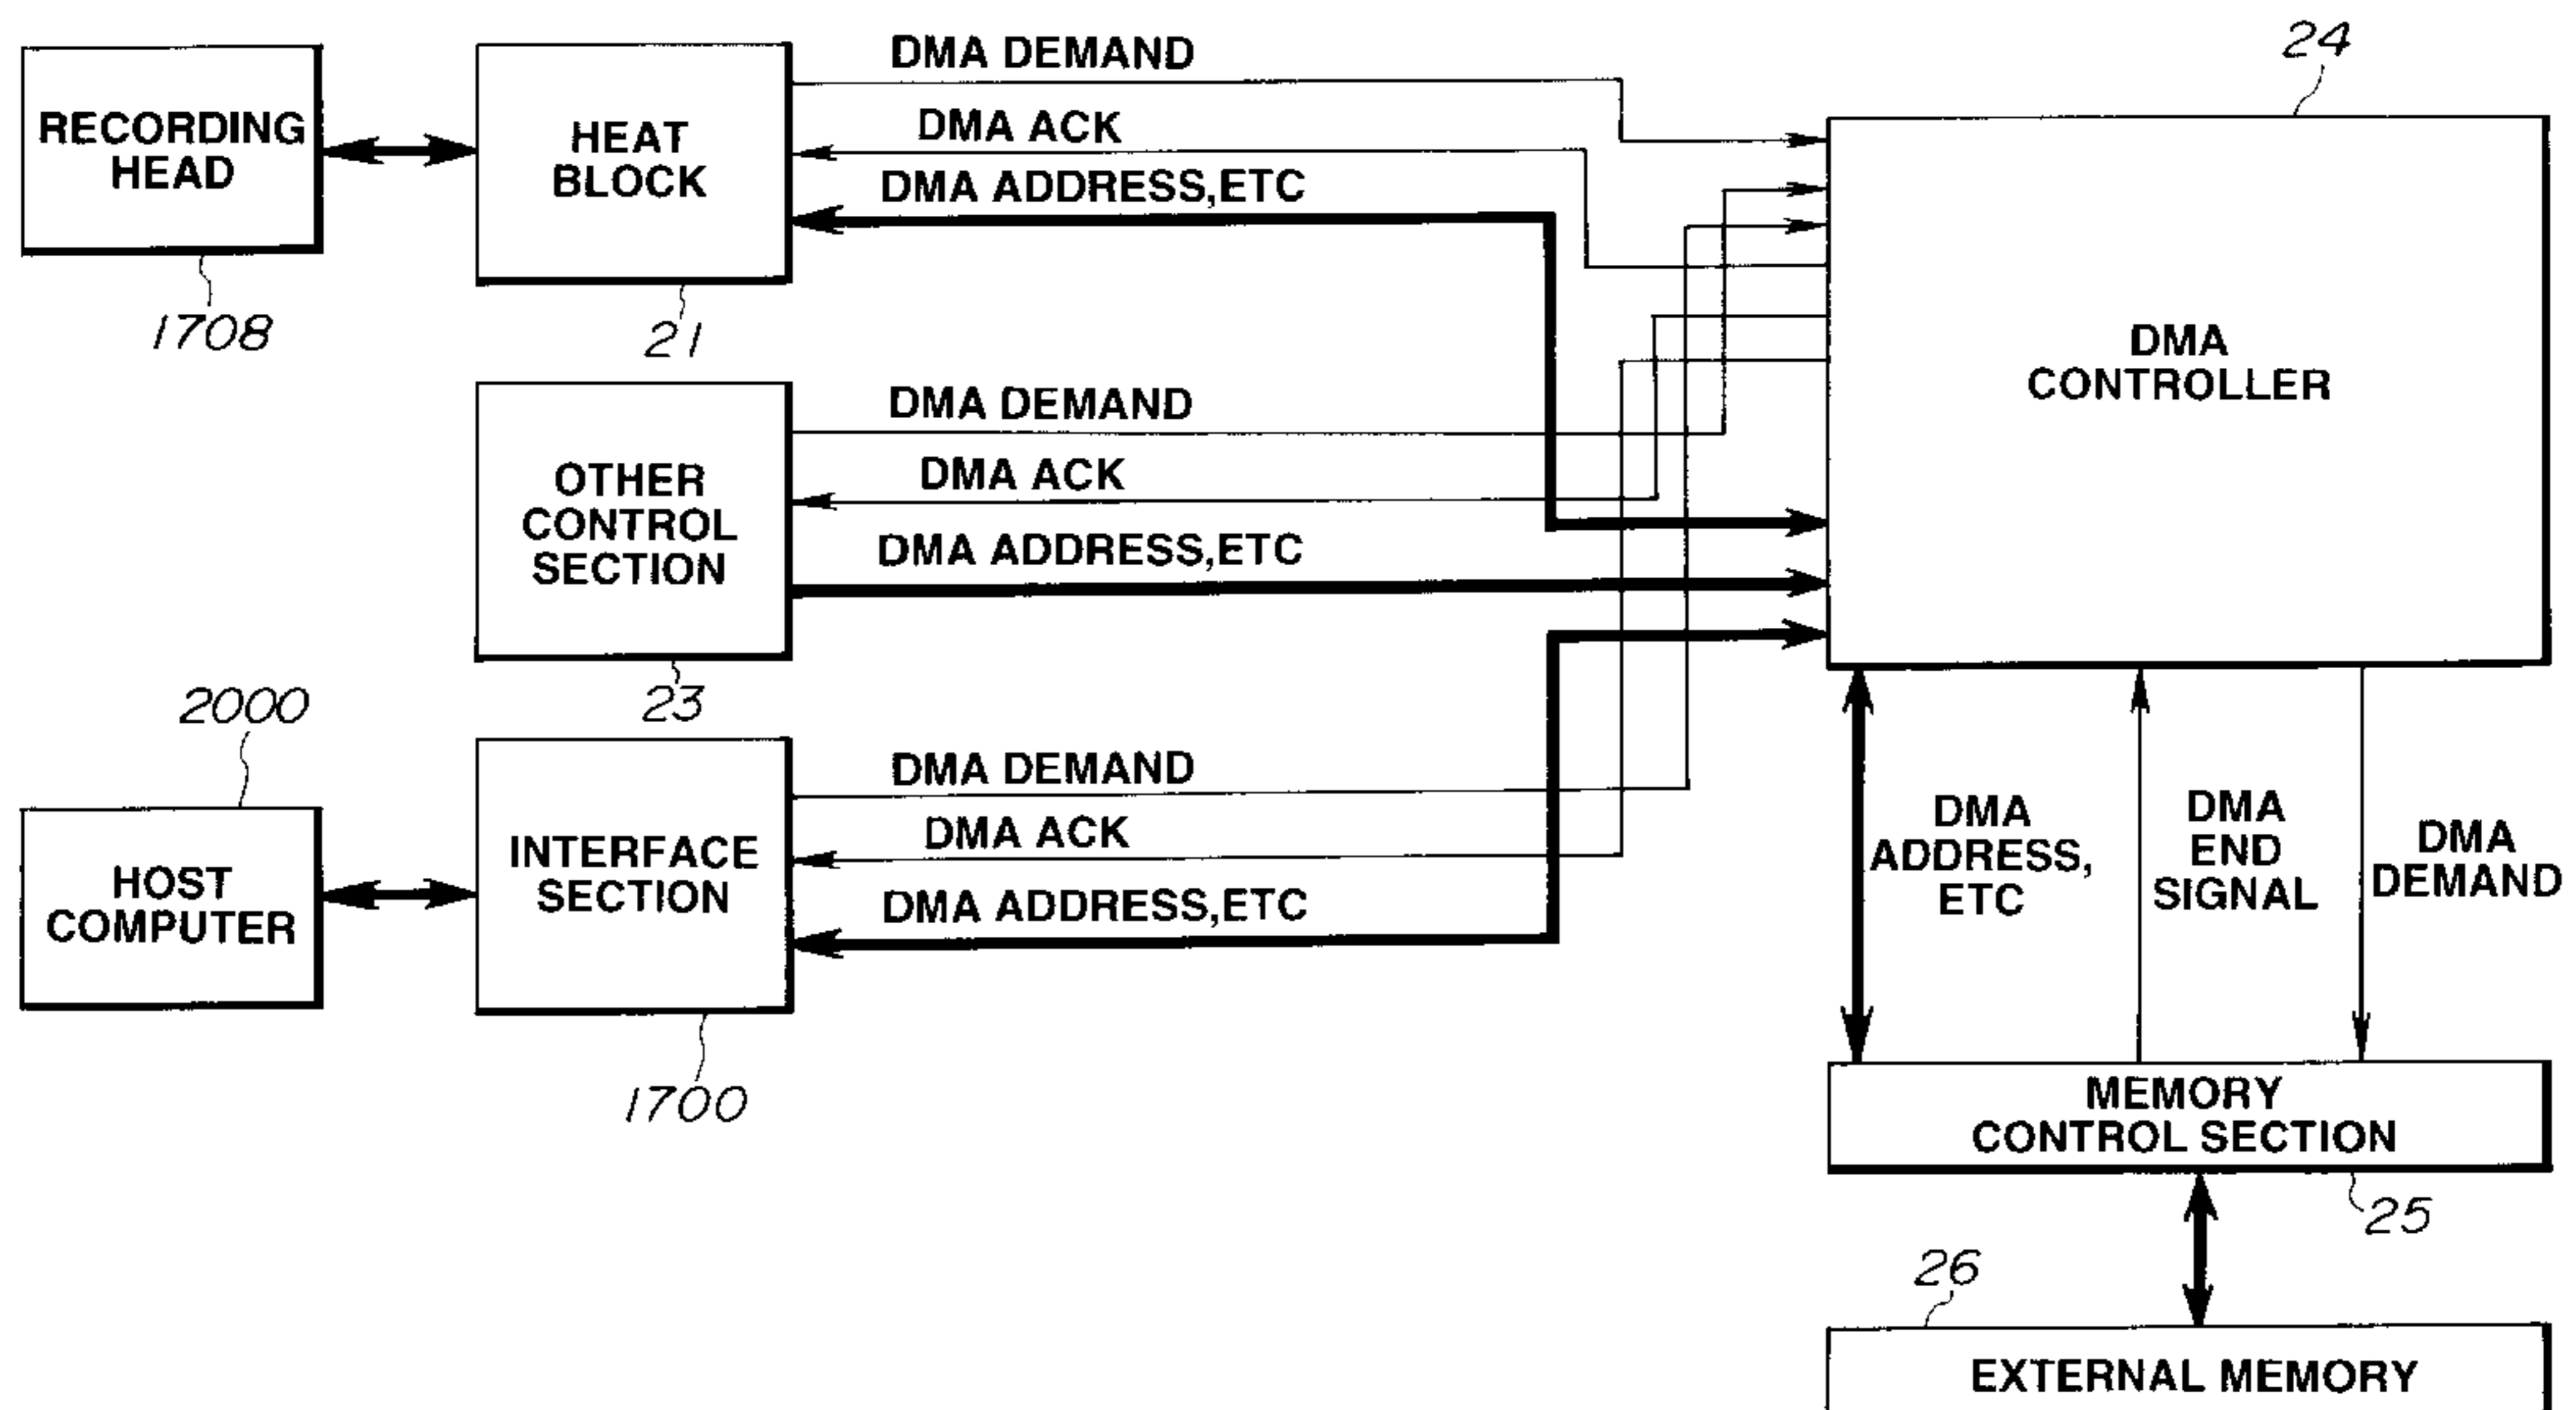 24
DMA DEMAND
RECORDING
HEAD
HEAT
BLOCK
DMA ACK
DMA ADDRESS,ETC
1708
21
DMA
CONTROLLER
OTHER
CONTROL
SECTION
DMA DEMAND
DMA ACK
DMA ADDRESS,ETC
23
2000
HOST
COMPUTER
INTERFACE
SECTION
DMA DEMAND
DMA ACK
DMA ADDRESS,ETC
1700
DMA
ADDRESS,
ETC
DMA
END
SIGNAL
DMA
DEMAND
MEMORY
CONTROL SECTION
25
26
EXTERNAL MEMORY